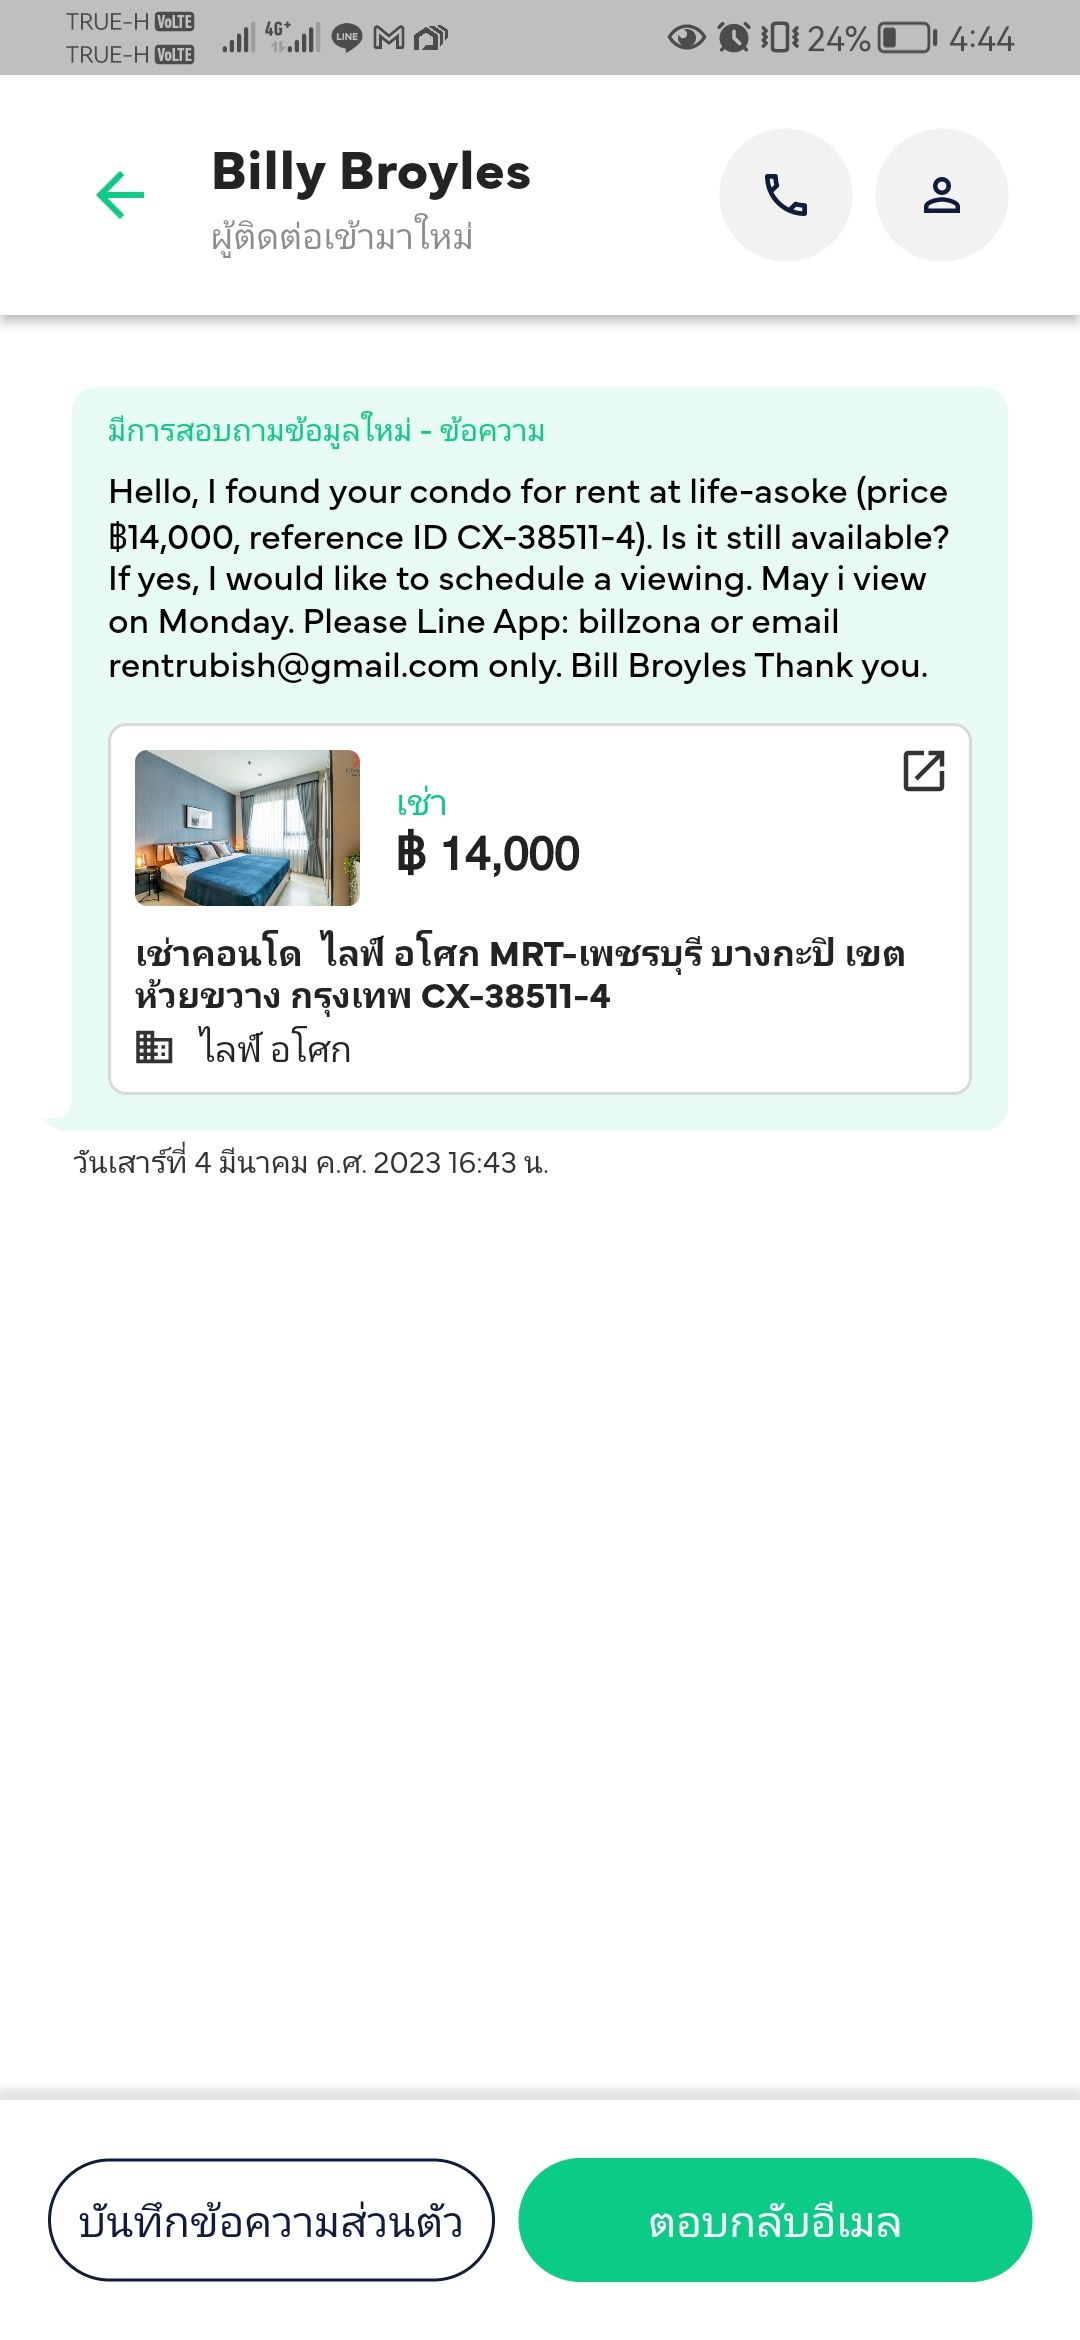 TRUE-H VoLTE
TRUE-H VoLTE
4G+
LINE
24%
4:44
Billy Broyles
ผู้ติดต่อเข้ามาใหม่
มีการสอบถามข้อมูลใหม่ - ข้อความ
Hello, I found your condo for rent at life-asoke (price
฿14,000, reference ID CX-38511-4). Is it still available?
If yes, I would like to schedule a viewing. May i view
on Monday. Please Line App: billzona or email
rentrubish@gmail.com only. Bill Broyles Thank you.
เช่า
฿ 14,000
เช่าคอนโด ไลฟ์ อโศก MRT-เพชรบุรี บางกะปิ เขต
ห้วยขวาง กรุงเทพ CX-38511-4
ไลฟ์ อโศก
วันเสาร์ที่ 4 มีนาคม ค.ศ. 2023 16:43 น.
บันทึกข้อความส่วนตัว
ตอบกลับอีเมล